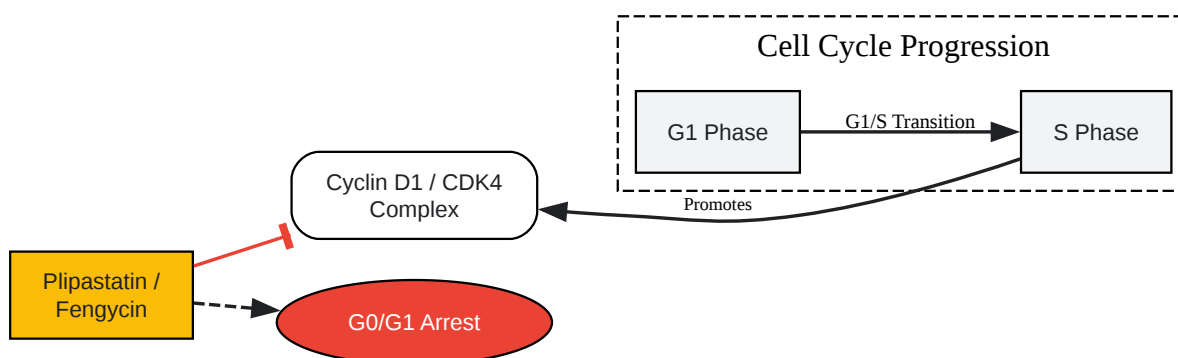 Cell Cycle Progression
G1 Phase
G1/S Transition
S Phase
Cyclin D1 / CDK4
Complex
Promotes
Plipastatin /
Fengycin
G0/G1 Arrest